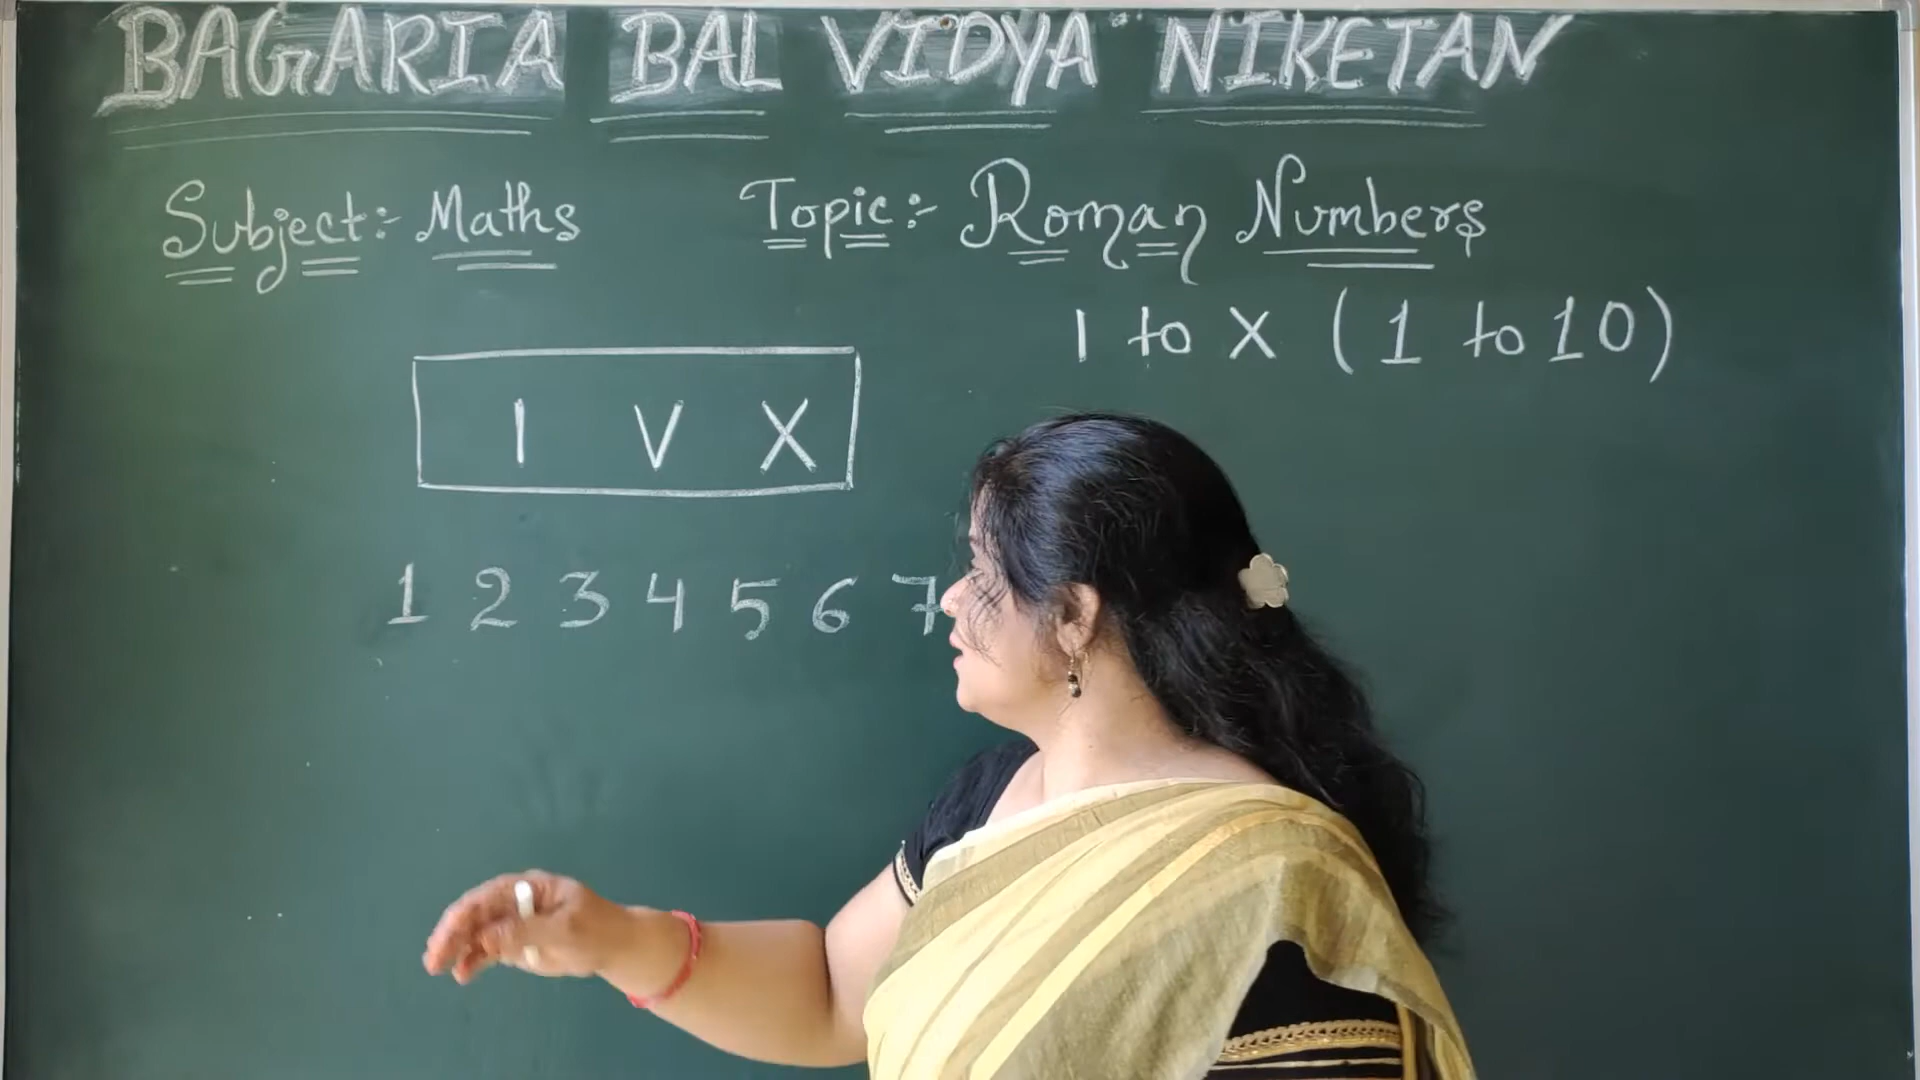 BAGARIA BAL VIDYA NIKETAN
Subject:- Maths Topic:- Roman Numbers
I to X (1 to 10)
I V X
1 2 3 4 5 6 7